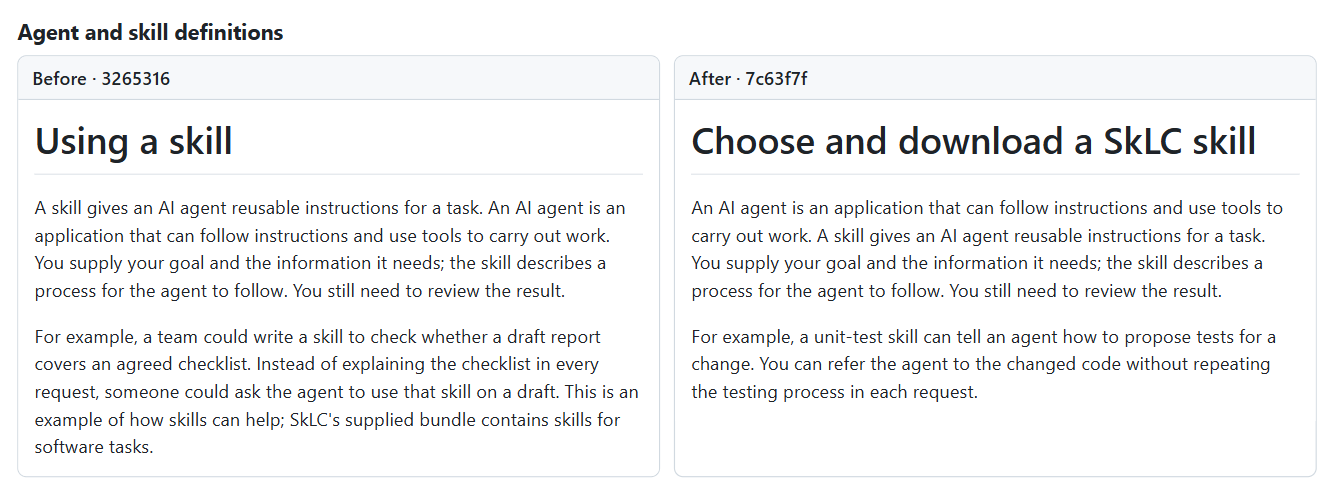 Agent and skill definitions
Before · 3265316
Using a skill
A skill gives an AI agent reusable instructions for a task. An AI agent is an
application that can follow instructions and use tools to carry out work.
You supply your goal and the information it needs; the skill describes a
process for the agent to follow. You still need to review the result.
For example, a team could write a skill to check whether a draft report
covers an agreed checklist. Instead of explaining the checklist in every
request, someone could ask the agent to use that skill on a draft. This is an
example of how skills can help; SkLC's supplied bundle contains skills for
software tasks.
After · 7c63f7f
Choose and download a SkLC skill
An AI agent is an application that can follow instructions and use tools to
carry out work. A skill gives an AI agent reusable instructions for a task.
You supply your goal and the information it needs; the skill describes a
process for the agent to follow. You still need to review the result.
For example, a unit-test skill can tell an agent how to propose tests for a
change. You can refer the agent to the changed code without repeating
the testing process in each request.